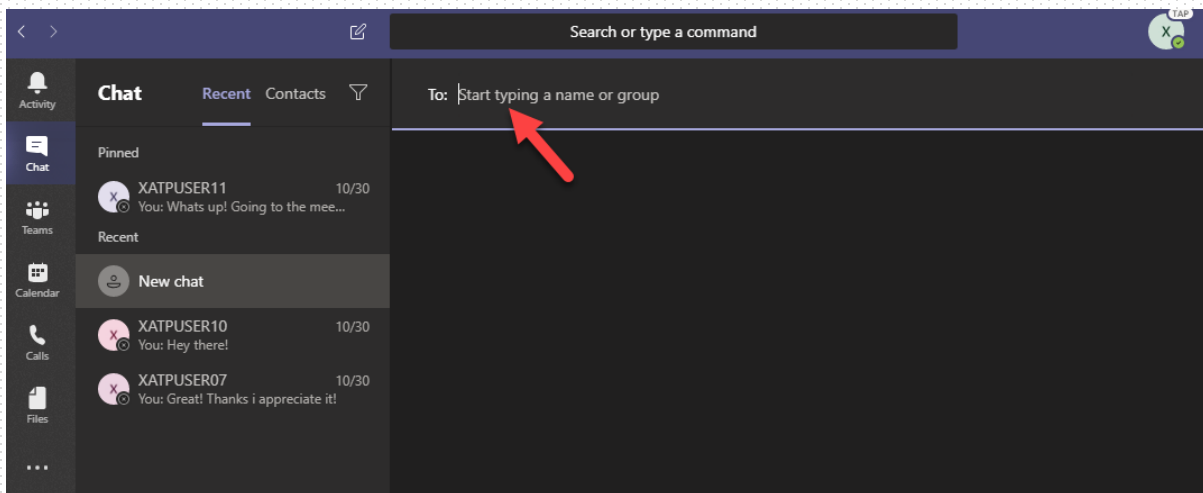 Search or type a command
TAP
X
Activity
Chat
Teams
Calendar
Calls
Files
Chat Recent Contacts
Pinned
X XATPUSER11 10/30
You: Whats up! Going to the mee...
Recent
New chat
X XATPUSER10 10/30
You: Hey there!
X XATPUSER07 10/30
You: Great! Thanks i appreciate it!
To: Start typing a name or group